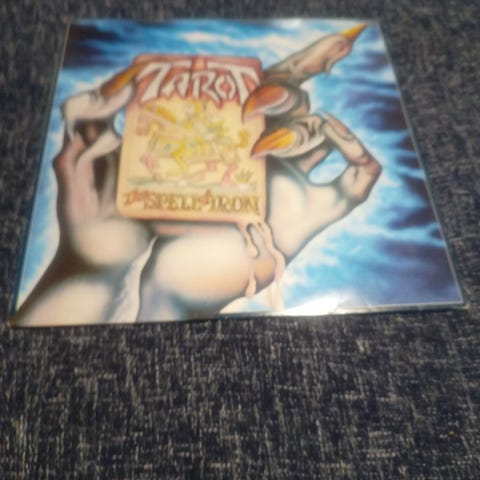 TAROT
THE SPELL OF IRON